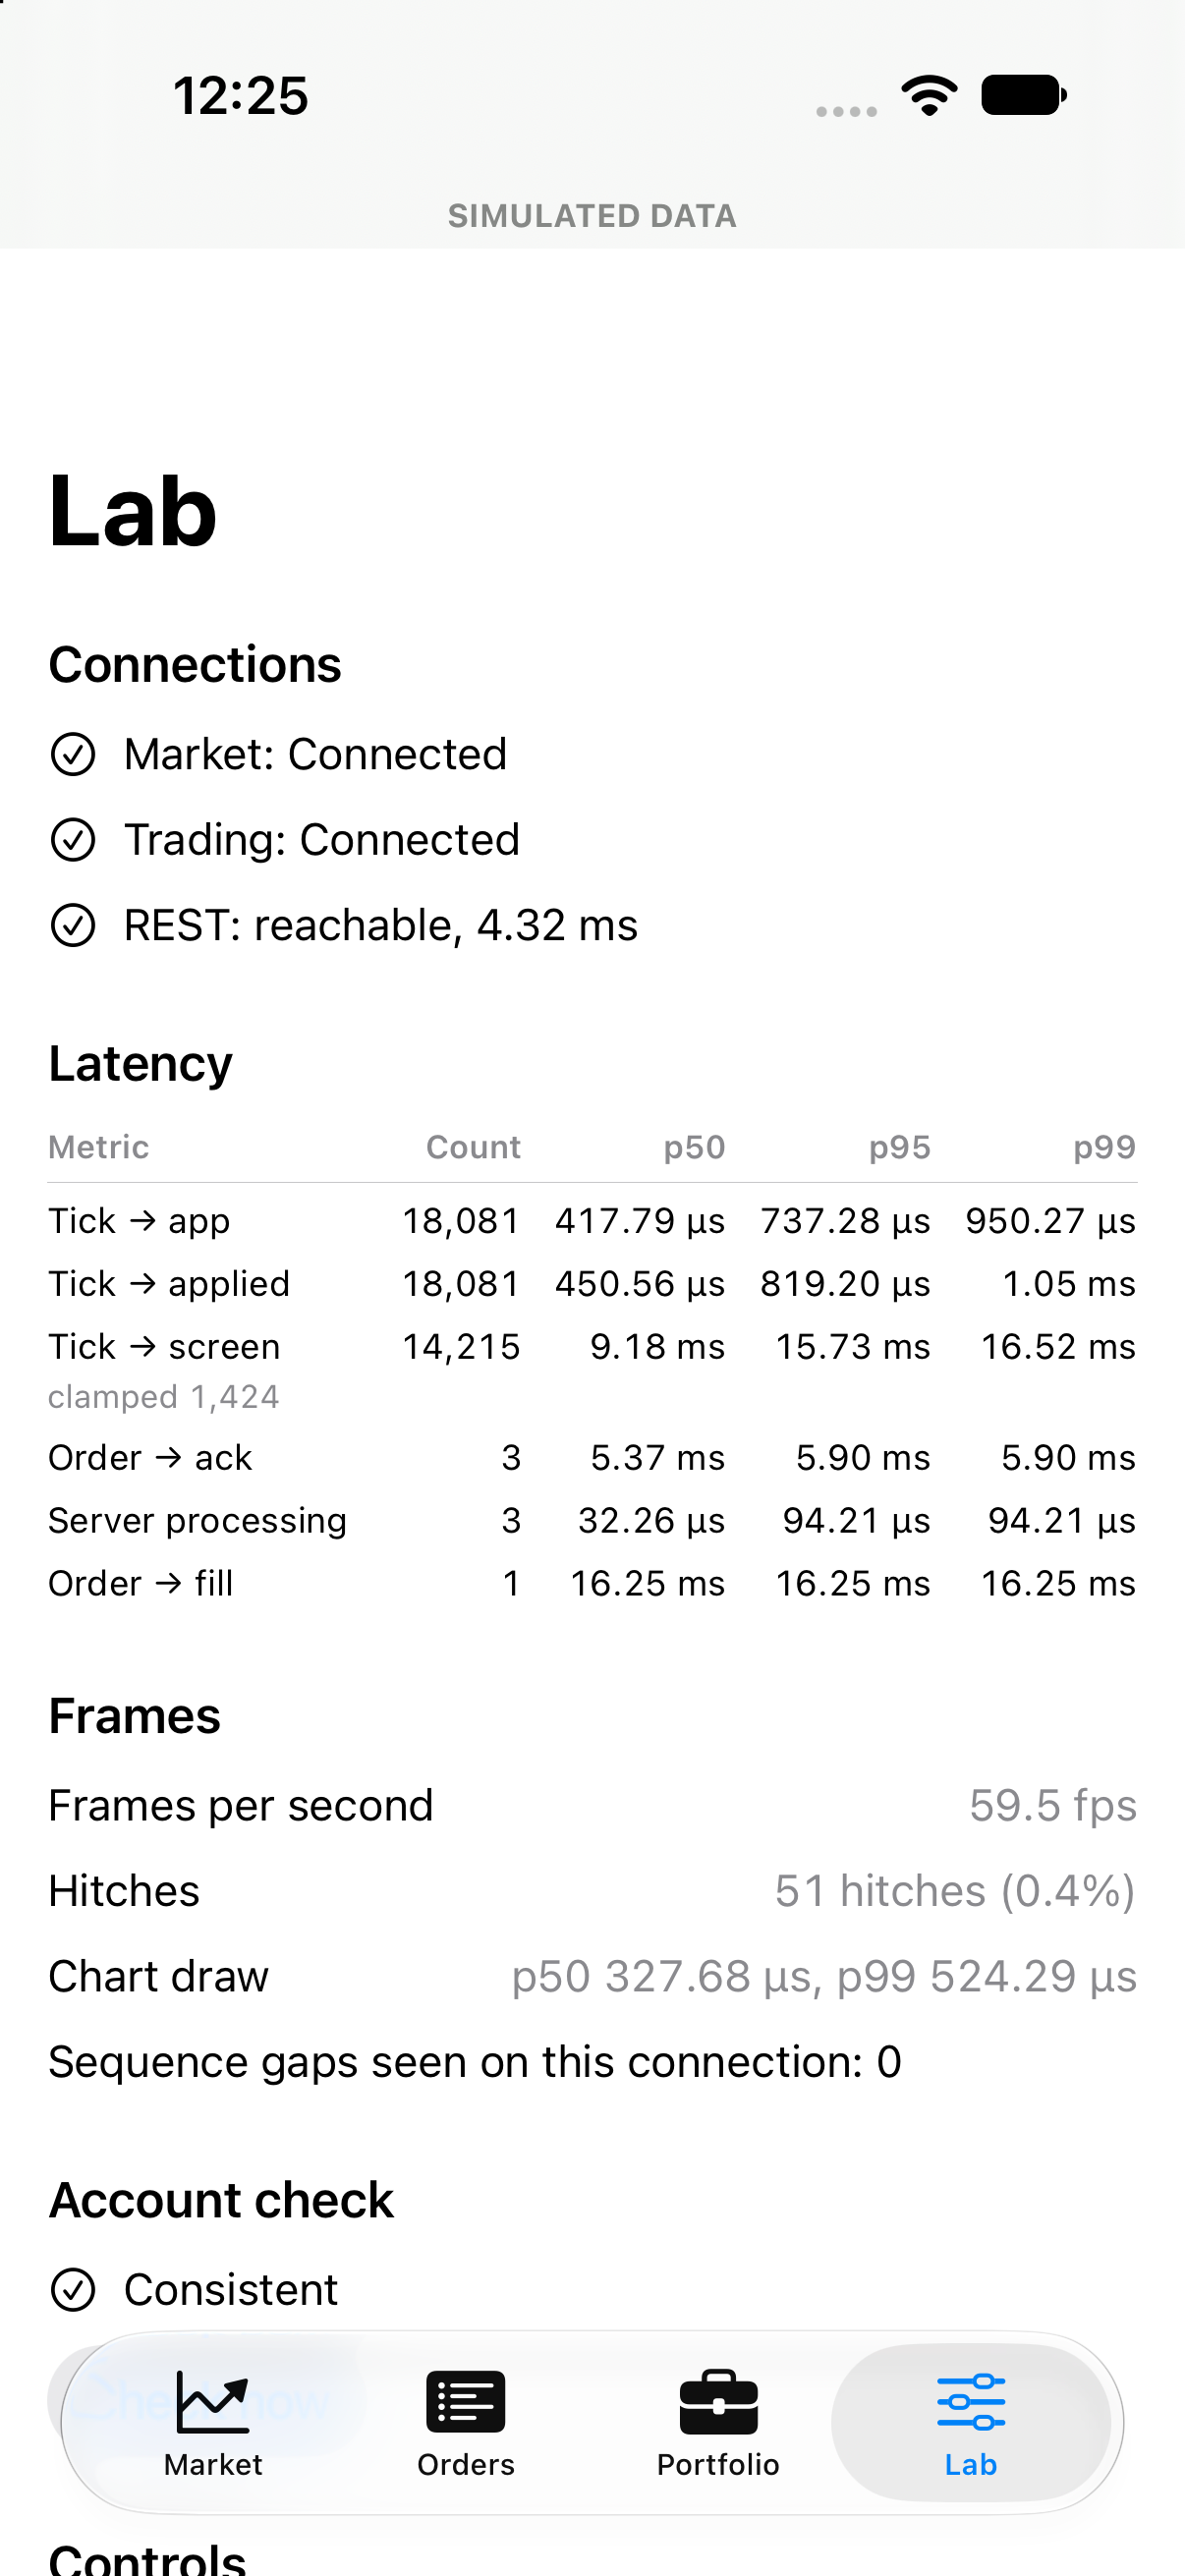 12:25
SIMULATED DATA
Lab
Connections
Market: Connected
Trading: Connected
REST: reachable, 4.32 ms
Latency
Metric Count p50 p95 p99
Tick → app 18,081 417.79 µs 737.28 µs 950.27 µs
Tick → applied 18,081 450.56 µs 819.20 µs 1.05 ms
Tick → screen 14,215 9.18 ms 15.73 ms 16.52 ms
clamped 1,424
Order → ack 3 5.37 ms 5.90 ms 5.90 ms
Server processing 3 32.26 µs 94.21 µs 94.21 µs
Order → fill 1 16.25 ms 16.25 ms 16.25 ms
Frames
Frames per second 59.5 fps
Hitches 51 hitches (0.4%)
Chart draw p50 327.68 µs, p99 524.29 µs
Sequence gaps seen on this connection: 0
Account check
Consistent
Check now
Market Orders Portfolio Lab
Controls